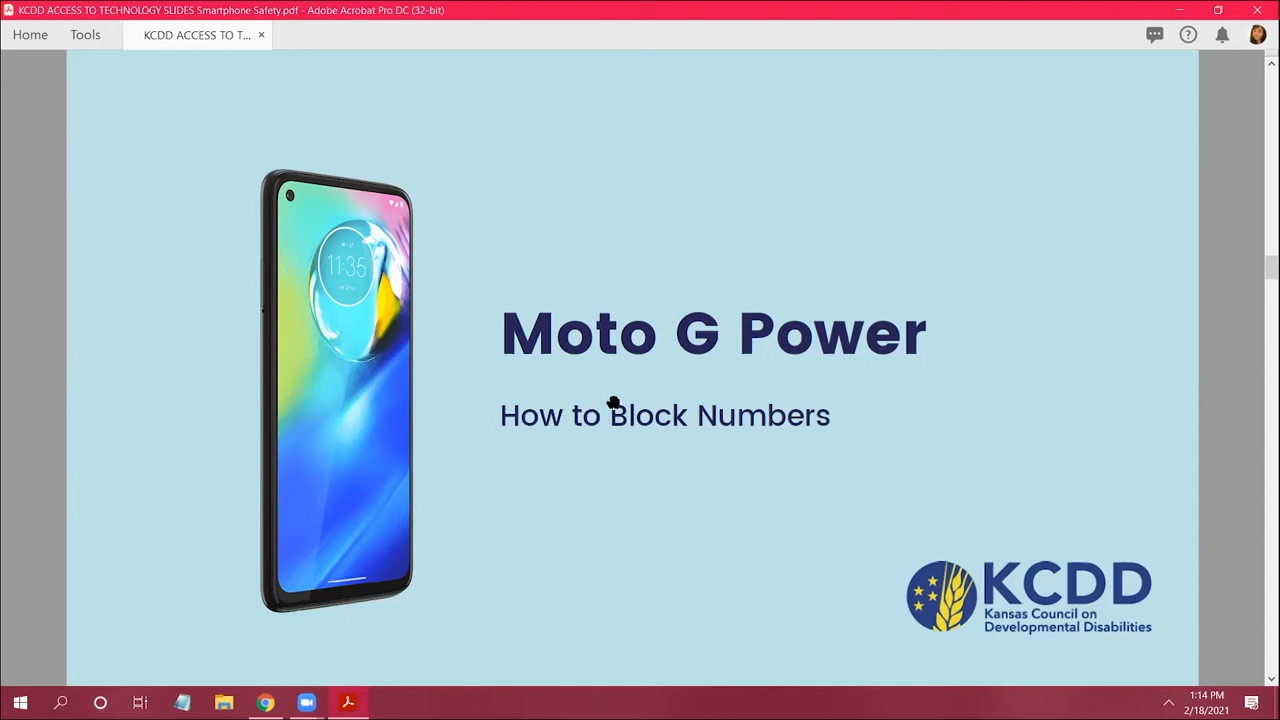 KCDD ACCESS TO TECHNOLOGY SLIDES Smartphone Safety.pdf - Adobe Acrobat Pro DC (32-bit)
Home
Tools
KCDD ACCESS TO T...
11:35
Moto G Power
How to Block Numbers
KCDD
Kansas Council on
Developmental Disabilities
1:14 PM
2/18/2021